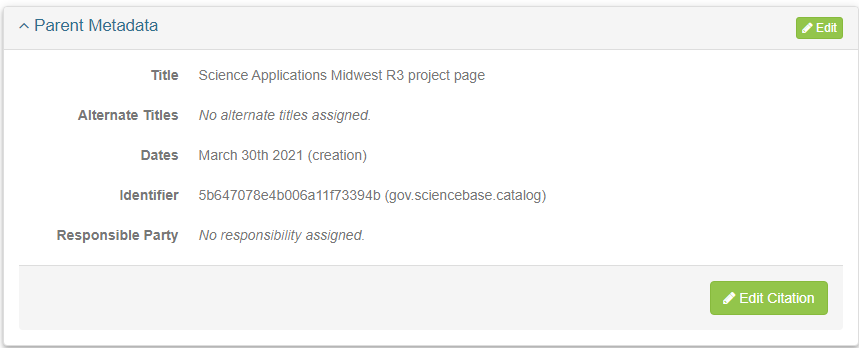 Parent Metadata Edit
Title Science Applications Midwest R3 project page
Alternate Titles No alternate titles assigned.
Dates March 30th 2021 (creation)
Identifier 5b647078e4b006a11f73394b (gov.sciencebase.catalog)
Responsible Party No responsibility assigned.
Edit Citation